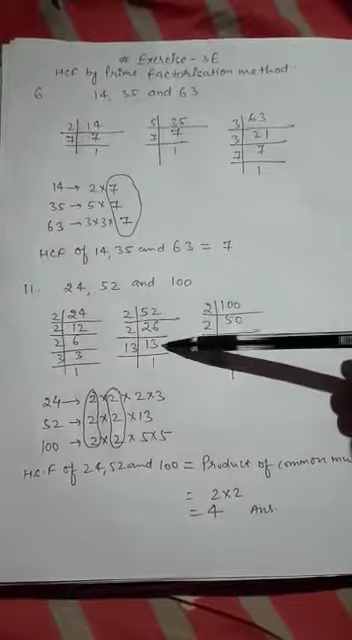 * Exercise - 3E
HCF by Prime factorisation method
6 14, 35 and 63
2 14 5 35 3 63
7 7 7 7 3 21
1 1 7 7
1
14 → 2×7
35 → 5×7
63 → 3×3×7
HCF of 14, 35 and 63 = 7
11. 24, 52 and 100
2 24 2 52 2 100
2 12 2 26 2 50
2 6 13 13
3 3 1
1 1
24 → 2×2×2×3
52 → 2×2×13
100 → 2×2×5×5
H.C.F of 24, 52 and 100 = Product of common
= 2×2
= 4 Ans.